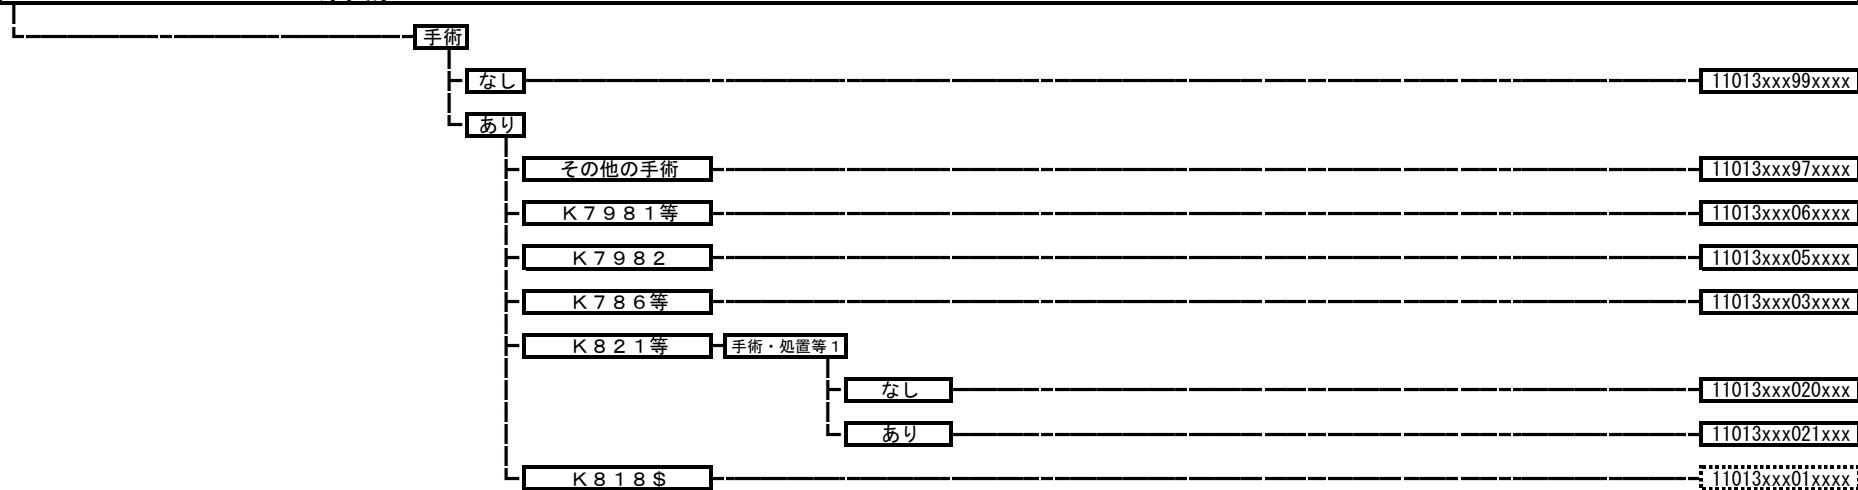 手術
なし 11013xxx99xxxx
あり
その他の手術 11013xxx97xxxx
K7981等 11013xxx06xxxx
K7982 11013xxx05xxxx
K786等 11013xxx03xxxx
K821等 手術・処置等1
なし 11013xxx020xxx
あり 11013xxx021xxx
K818$ 11013xxx01xxxx